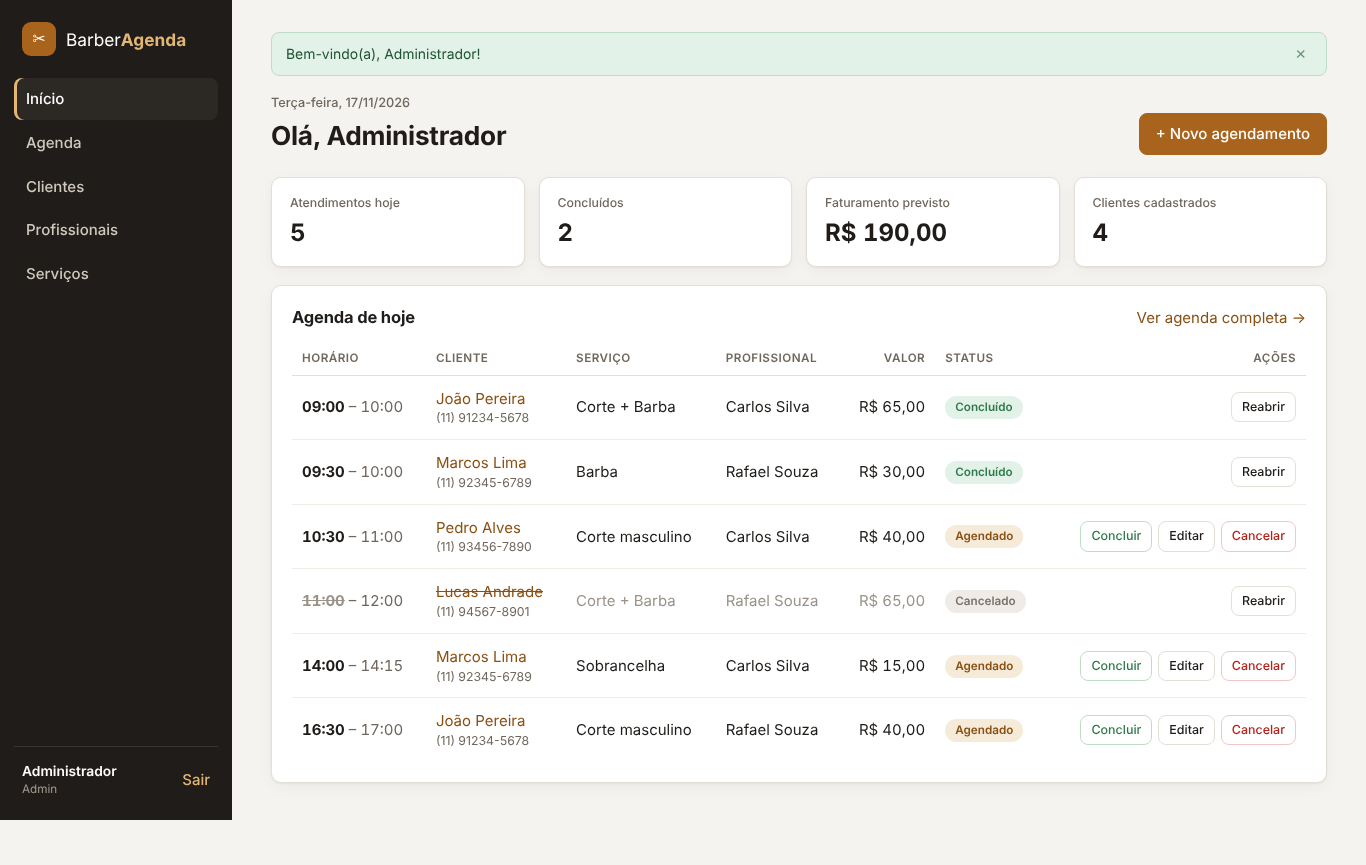 ✂ BarberAgenda
Início
Agenda
Clientes
Profissionais
Serviços
Administrador
Admin
Sair
Bem-vindo(a), Administrador! ×
Terça-feira, 17/11/2026
Olá, Administrador
+ Novo agendamento
Atendimentos hoje
5
Concluídos
2
Faturamento previsto
R$ 190,00
Clientes cadastrados
4
Agenda de hoje
Ver agenda completa →
HORÁRIO CLIENTE SERVIÇO PROFISSIONAL VALOR STATUS AÇÕES
09:00 – 10:00 João Pereira Corte + Barba Carlos Silva R$ 65,00 Concluído Reabrir
(11) 91234-5678
09:30 – 10:00 Marcos Lima Barba Rafael Souza R$ 30,00 Concluído Reabrir
(11) 92345-6789
10:30 – 11:00 Pedro Alves Corte masculino Carlos Silva R$ 40,00 Agendado Concluir Editar Cancelar
(11) 93456-7890
11:00 – 12:00 Lucas Andrade Corte + Barba Rafael Souza R$ 65,00 Cancelado Reabrir
(11) 94567-8901
14:00 – 14:15 Marcos Lima Sobrancelha Carlos Silva R$ 15,00 Agendado Concluir Editar Cancelar
(11) 92345-6789
16:30 – 17:00 João Pereira Corte masculino Rafael Souza R$ 40,00 Agendado Concluir Editar Cancelar
(11) 91234-5678